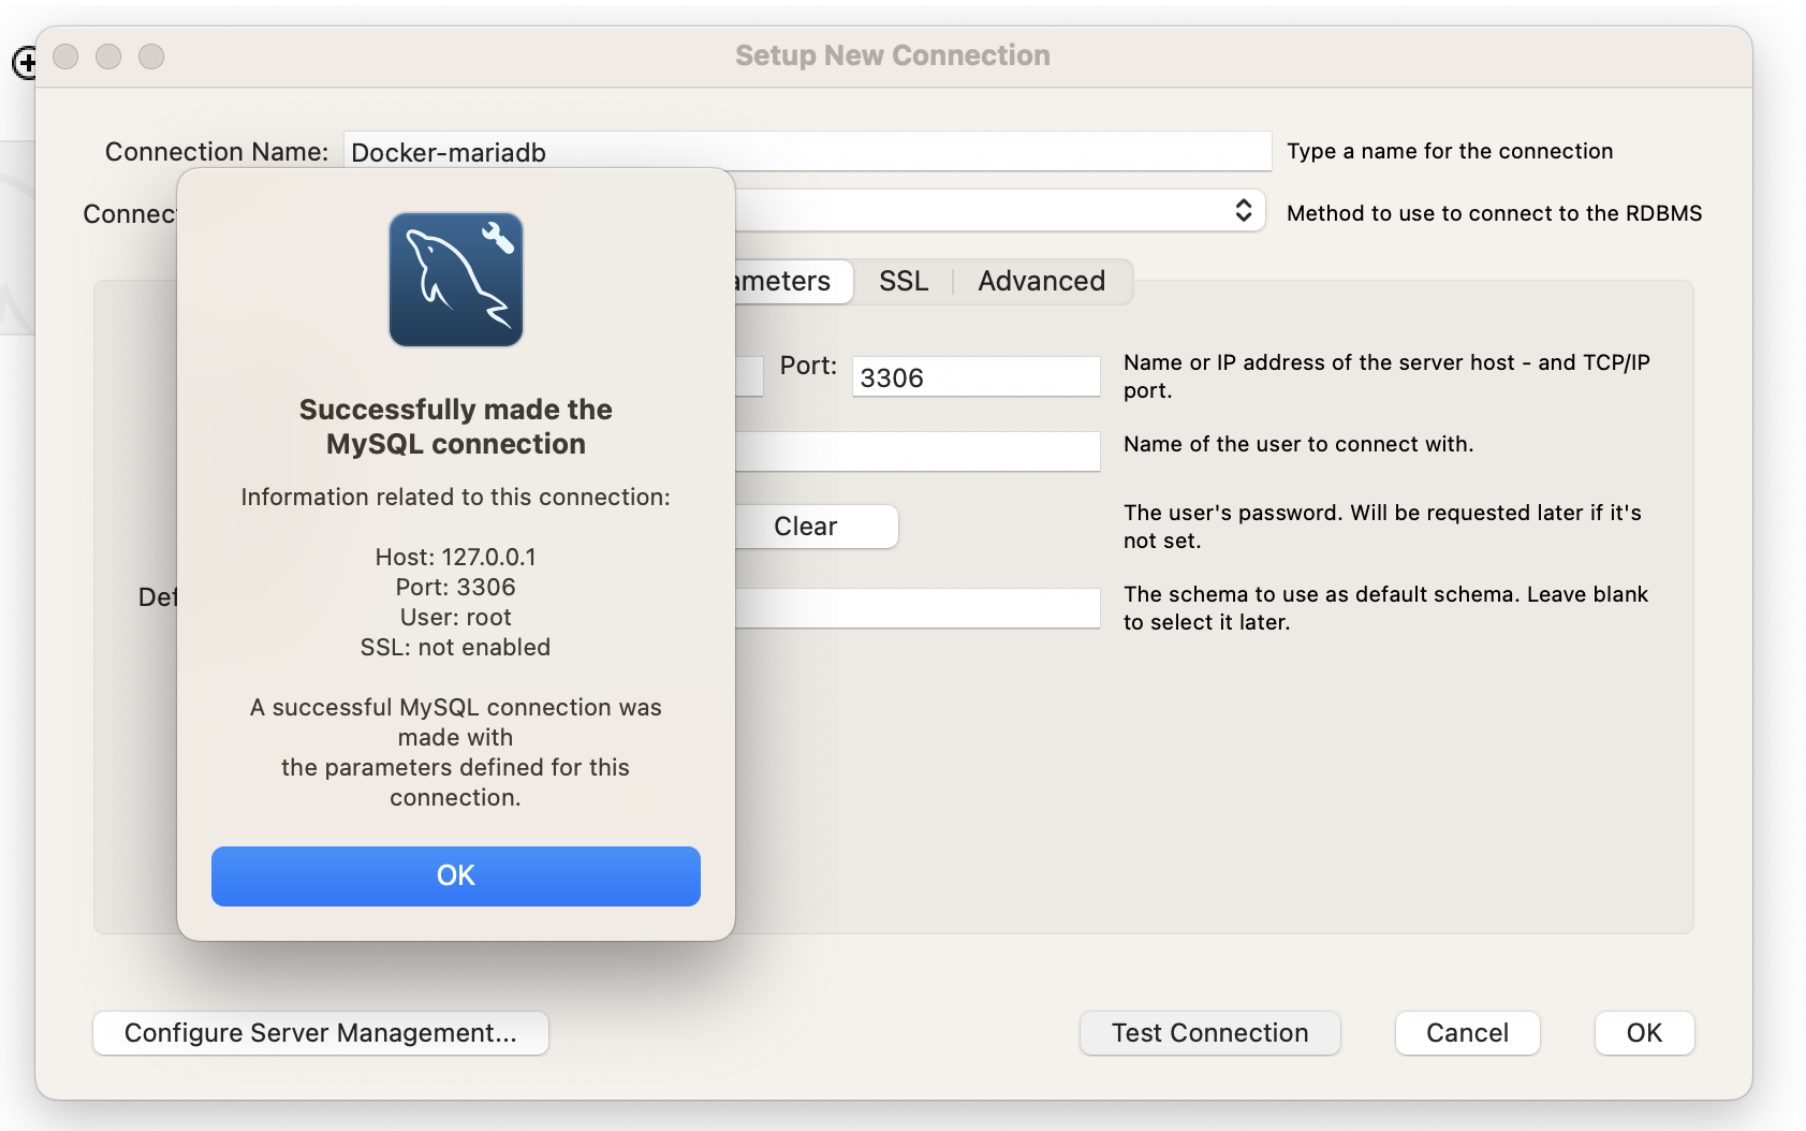 Setup New Connection
Connection Name: Docker-mariadb Type a name for the connection
Method to use to connect to the RDBMS
SSL Advanced
Port: 3306 Name or IP address of the server host - and TCP/IP
port.
Name of the user to connect with.
Clear The user's password. Will be requested later if it's
not set.
The schema to use as default schema. Leave blank
to select it later.
Successfully made the
MySQL connection
Information related to this connection:
Host: 127.0.0.1
Port: 3306
User: root
SSL: not enabled
A successful MySQL connection was
made with
the parameters defined for this
connection.
OK
Configure Server Management... Test Connection Cancel OK